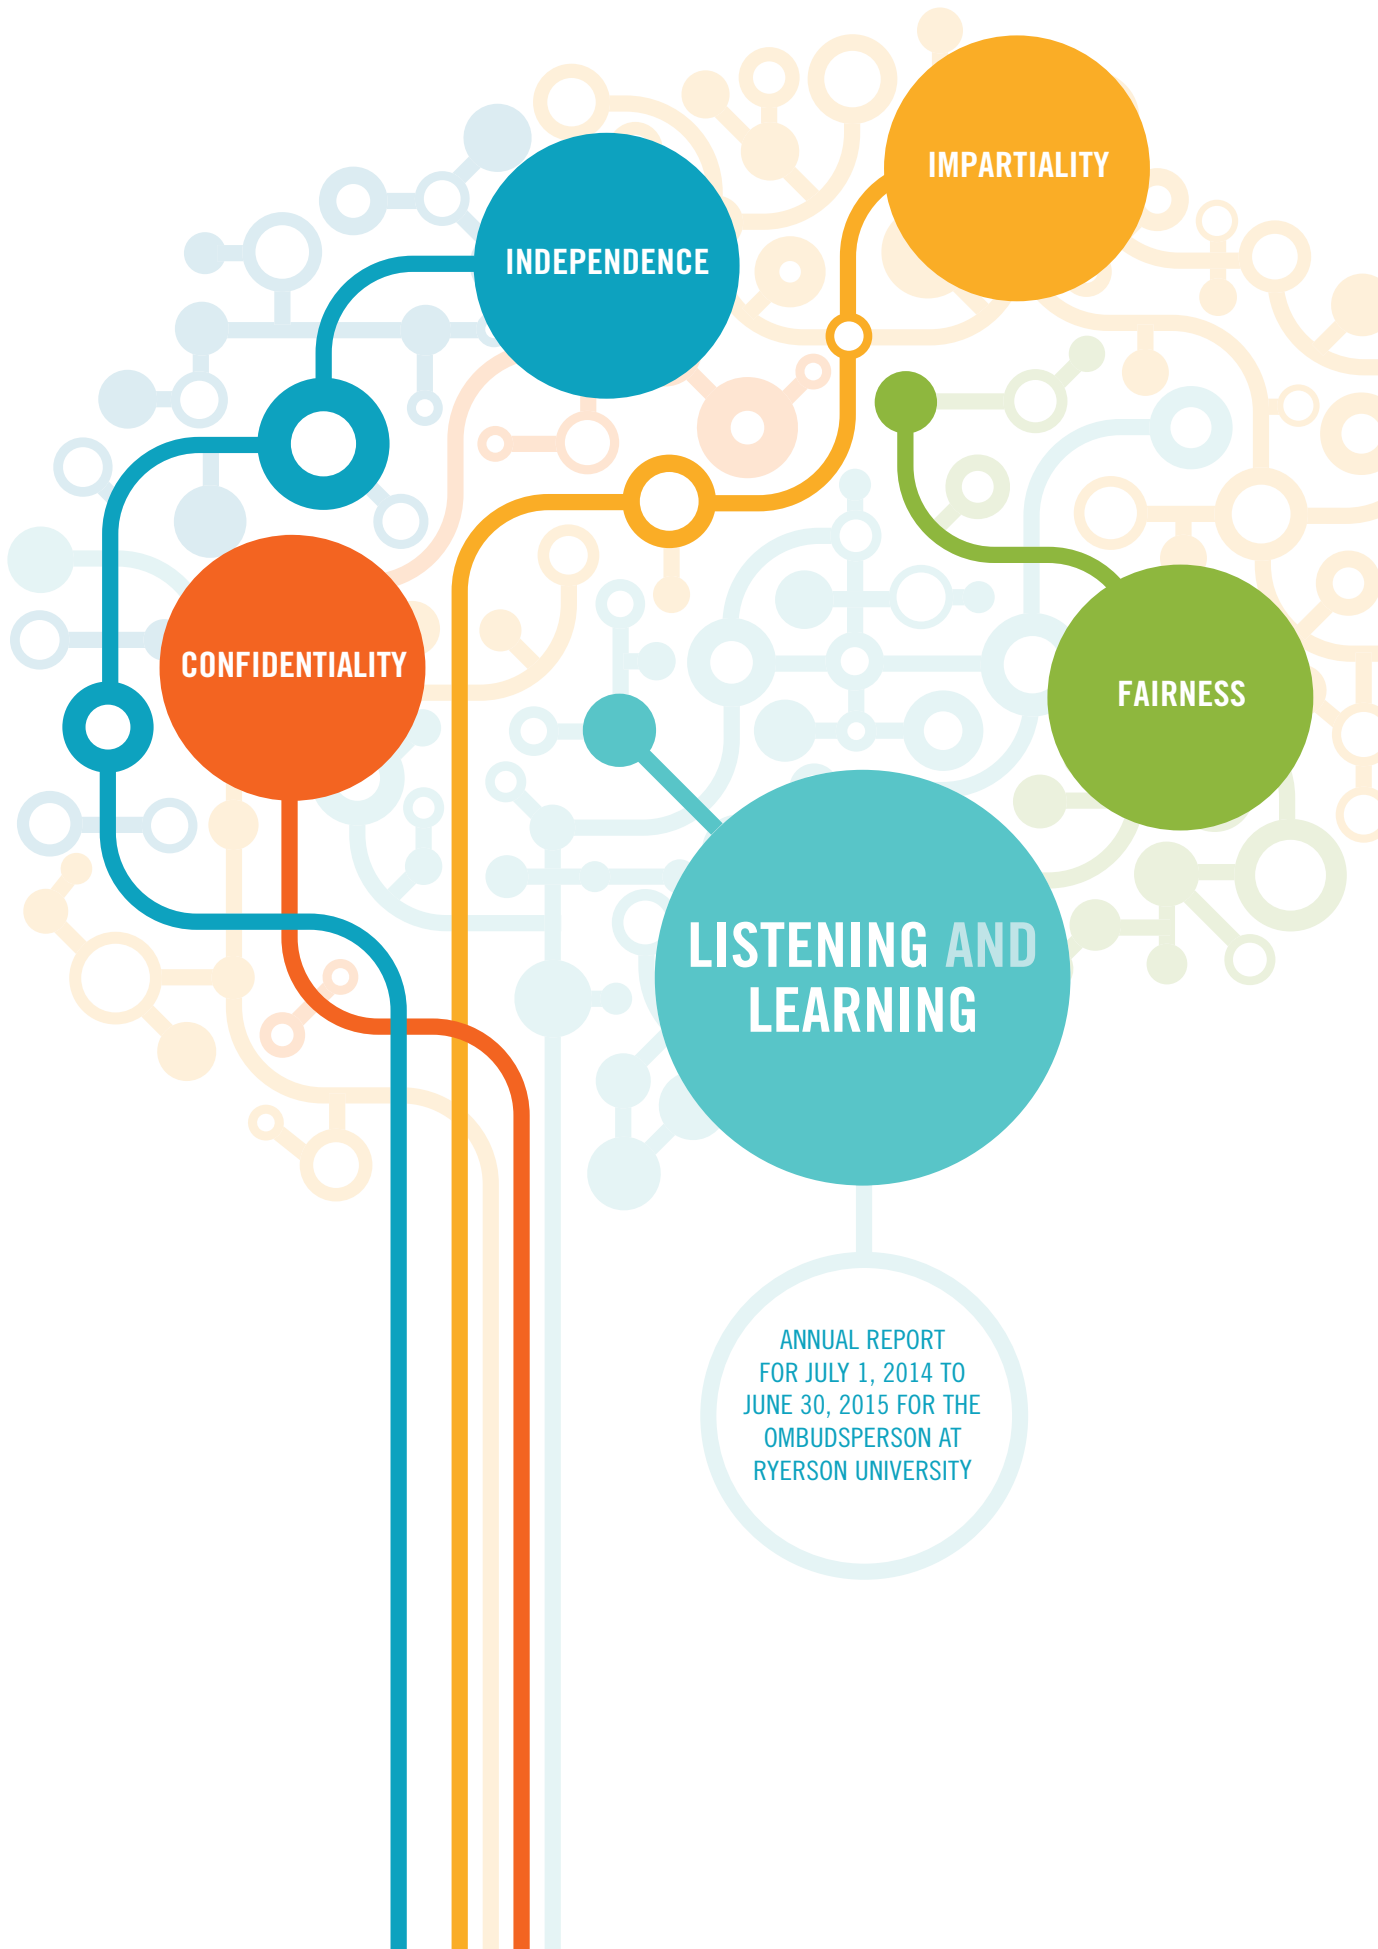 IMPARTIALITY
INDEPENDENCE
CONFIDENTIALITY
FAIRNESS
LISTENING AND
LEARNING
ANNUAL REPORT
FOR JULY 1, 2014 TO
JUNE 30, 2015 FOR THE
OMBUDSPERSON AT
RYERSON UNIVERSITY